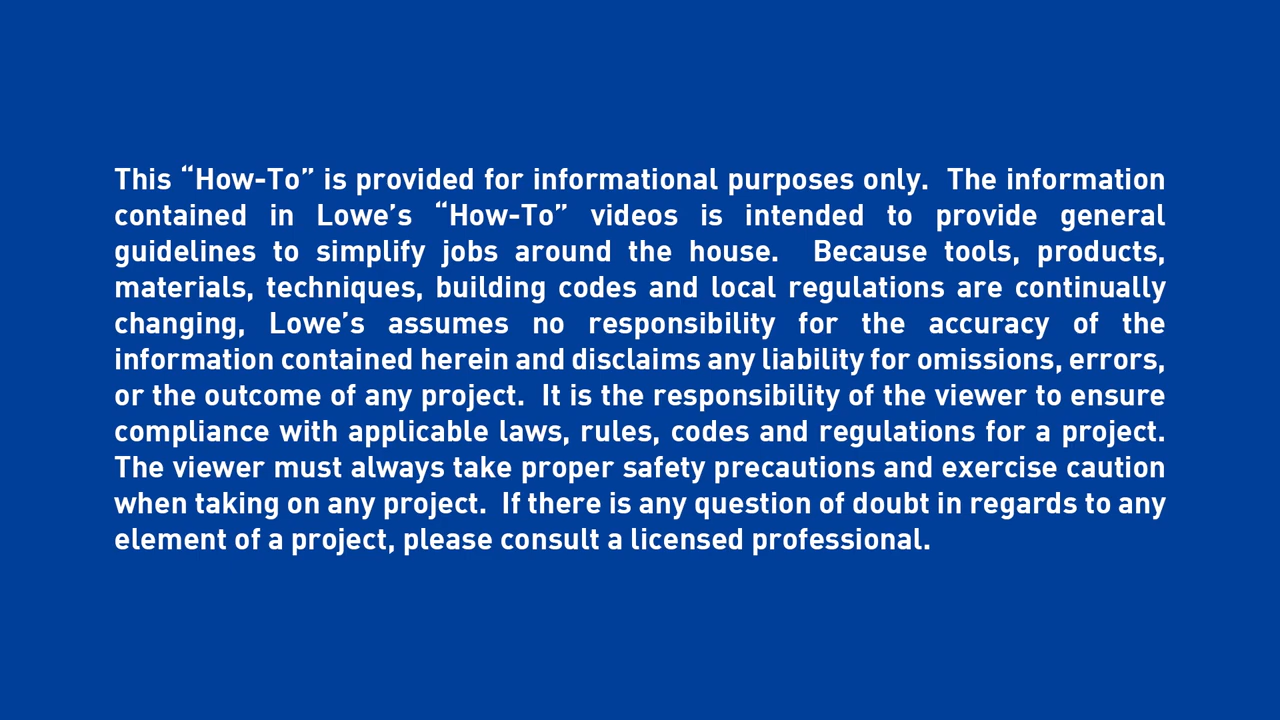 This “How-To” is provided for informational purposes only.  The information
contained in Lowe’s “How-To” videos is intended to provide general
guidelines to simplify jobs around the house.  Because tools, products,
materials, techniques, building codes and local regulations are continually
changing, Lowe’s assumes no responsibility for the accuracy of the
information contained herein and disclaims any liability for omissions, errors,
or the outcome of any project.  It is the responsibility of the viewer to ensure
compliance with applicable laws, rules, codes and regulations for a project.
The viewer must always take proper safety precautions and exercise caution
when taking on any project.  If there is any question of doubt in regards to any
element of a project, please consult a licensed professional.